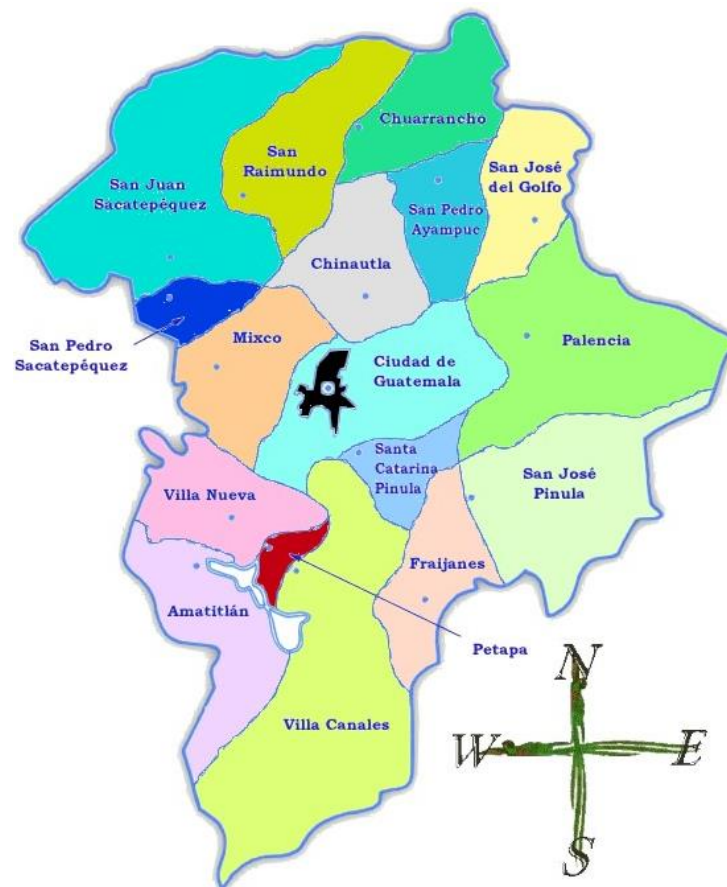 Chuarrancho
San
Raimundo
San José
del Golfo
San Juan
Sacatepéquez
San Pedro
Ayampuc
Chinautla
San Pedro
Sacatepéquez
Mixco
Palencia
Ciudad de
Guatemala
Santa
Catarina
Pinula
San José
Pinula
Villa Nueva
Fraijanes
Amatitlán
Petapa
Villa Canales
N
W
E
S